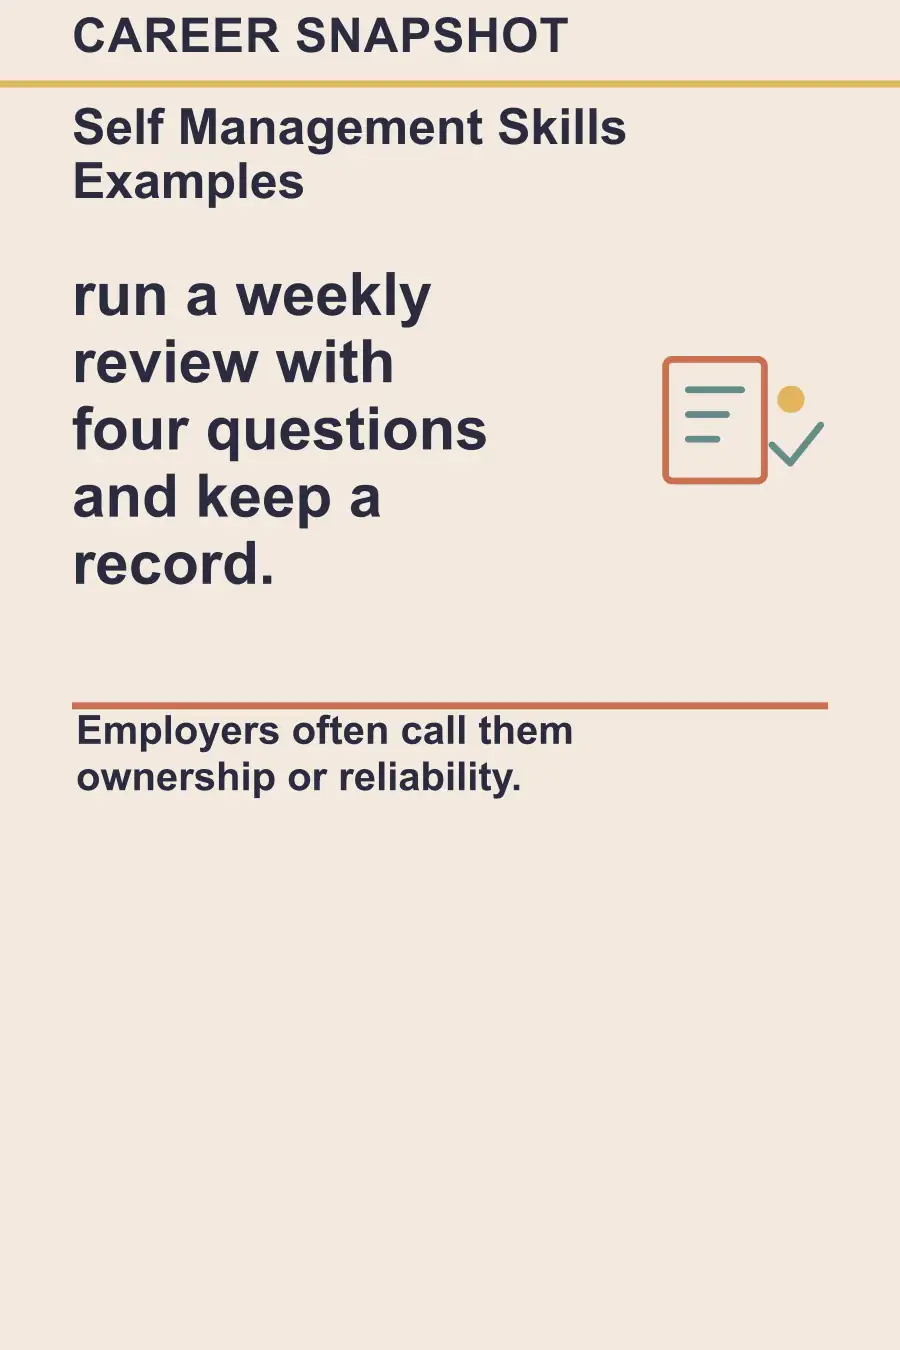 CAREER SNAPSHOT
Self Management Skills
Examples
run a weekly
review with
four questions
and keep a
record.
Employers often call them
ownership or reliability.